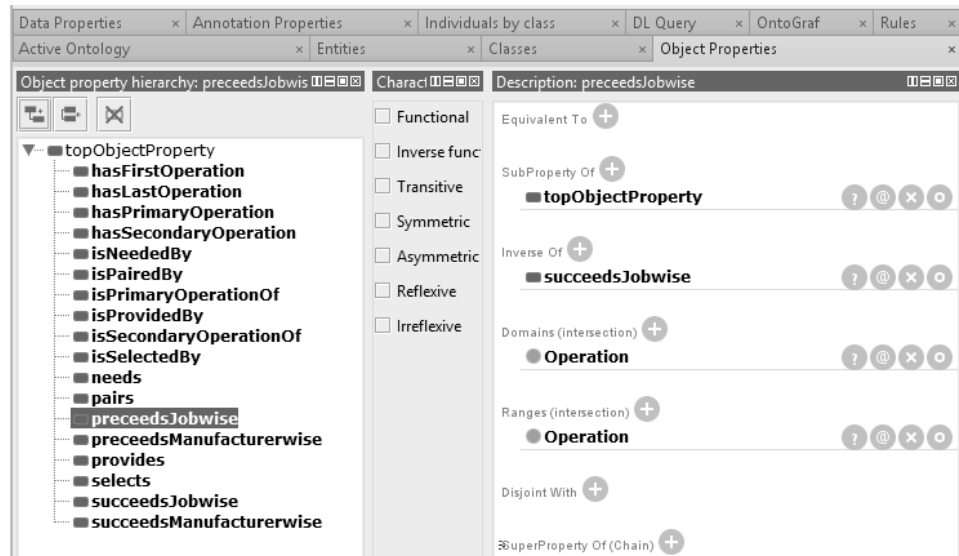 Data Properties × Annotation Properties × Individuals by class × DL Query × OntoGraf × Rules ×
Active Ontology × Entities × Classes × Object Properties ×
Object property hierarchy: preceedsJobwis
Charact
Description: preceedsJobwise
topObjectProperty
hasFirstOperation
hasLastOperation
hasPrimaryOperation
hasSecondaryOperation
isNeededBy
isPairedBy
isPrimaryOperationOf
isProvidedBy
isSecondaryOperationOf
isSelectedBy
needs
pairs
preceedsJobwise
preceedsManufacturerwise
provides
selects
succeedsJobwise
succeedsManufacturerwise
Functional
Inverse func
Transitive
Symmetric
Asymmetric
Reflexive
Irreflexive
Equivalent To +
SubProperty Of +
topObjectProperty ? @ × o
Inverse Of +
succeedsJobwise ? @ × o
Domains (intersection) +
Operation ? @ × o
Ranges (intersection) +
Operation ? @ × o
Disjoint With +
SuperProperty Of (Chain) +